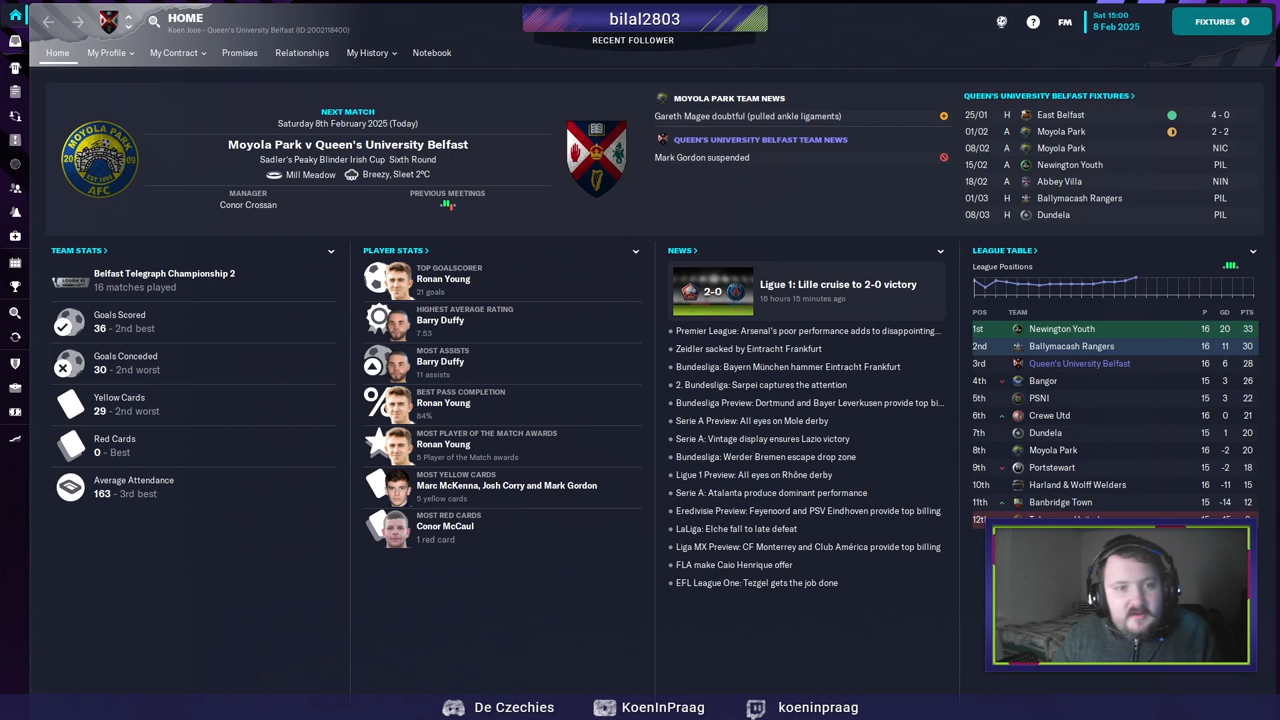 HOME
Koen Joos - Queen's University Belfast (ID:2002118400)
bilal2803
RECENT FOLLOWER
FM
Sat 15:00
8 Feb 2025
FIXTURES
Home
My Profile
My Contract
Promises
Relationships
My History
Notebook
MOYOLA PARK
20 09
AFC
NEXT MATCH
Saturday 8th February 2025 (Today)
Moyola Park v Queen's University Belfast
Sadler's Peaky Blinder Irish Cup Sixth Round
Mill Meadow
Breezy, Sleet 2°C
MANAGER
Conor Crossan
PREVIOUS MEETINGS
MOYOLA PARK TEAM NEWS
Gareth Magee doubtful (pulled ankle ligaments)
QUEEN'S UNIVERSITY BELFAST TEAM NEWS
Mark Gordon suspended
QUEEN'S UNIVERSITY BELFAST FIXTURES
25/01 H East Belfast 4 - 0
01/02 A Moyola Park 2 - 2
08/02 A Moyola Park NIC
15/02 A Newington Youth PIL
18/02 A Abbey Villa NIN
01/03 H Ballymacash Rangers PIL
08/03 H Dundela PIL
TEAM STATS
Belfast Telegraph Championship 2
16 matches played
Goals Scored
36 - 2nd best
Goals Conceded
30 - 2nd worst
Yellow Cards
29 - 2nd worst
Red Cards
0 - Best
Average Attendance
163 - 3rd best
PLAYER STATS
TOP GOALSCORER
Ronan Young
21 goals
HIGHEST AVERAGE RATING
Barry Duffy
7.53
MOST ASSISTS
Barry Duffy
11 assists
BEST PASS COMPLETION
Ronan Young
84%
MOST PLAYER OF THE MATCH AWARDS
Ronan Young
5 Player of the Match awards
MOST YELLOW CARDS
Marc McKenna, Josh Corry and Mark Gordon
5 yellow cards
MOST RED CARDS
Conor McCaul
1 red card
NEWS
2-0
Ligue 1: Lille cruise to 2-0 victory
16 hours 15 minutes ago
Premier League: Arsenal's poor performance adds to disappointing...
Zeidler sacked by Eintracht Frankfurt
Bundesliga: Bayern München hammer Eintracht Frankfurt
2. Bundesliga: Sarpei captures the attention
Bundesliga Preview: Dortmund and Bayer Leverkusen provide top bi...
Serie A Preview: All eyes on Mole derby
Serie A: Vintage display ensures Lazio victory
Bundesliga: Werder Bremen escape drop zone
Ligue 1 Preview: All eyes on Rhône derby
Serie A: Atalanta produce dominant performance
Eredivisie Preview: Feyenoord and PSV Eindhoven provide top billing
LaLiga: Elche fall to late defeat
Liga MX Preview: CF Monterrey and Club América provide top billing
FLA make Caio Henrique offer
EFL League One: Tezgel gets the job done
LEAGUE TABLE
League Positions
POS TEAM P GD PTS
1st Newington Youth 16 20 33
2nd Ballymacash Rangers 16 11 30
3rd Queen's University Belfast 16 6 28
4th Bangor 15 3 26
5th PSNI 15 3 22
6th Crewe Utd 16 0 21
7th Dundela 15 1 20
8th Moyola Park 16 -2 20
9th Portstewart 15 -2 18
10th Harland & Wolff Welders 16 -11 15
11th Banbridge Town 15 -14 12
12th
De Czechies
KoenInPraag
koeninpraag